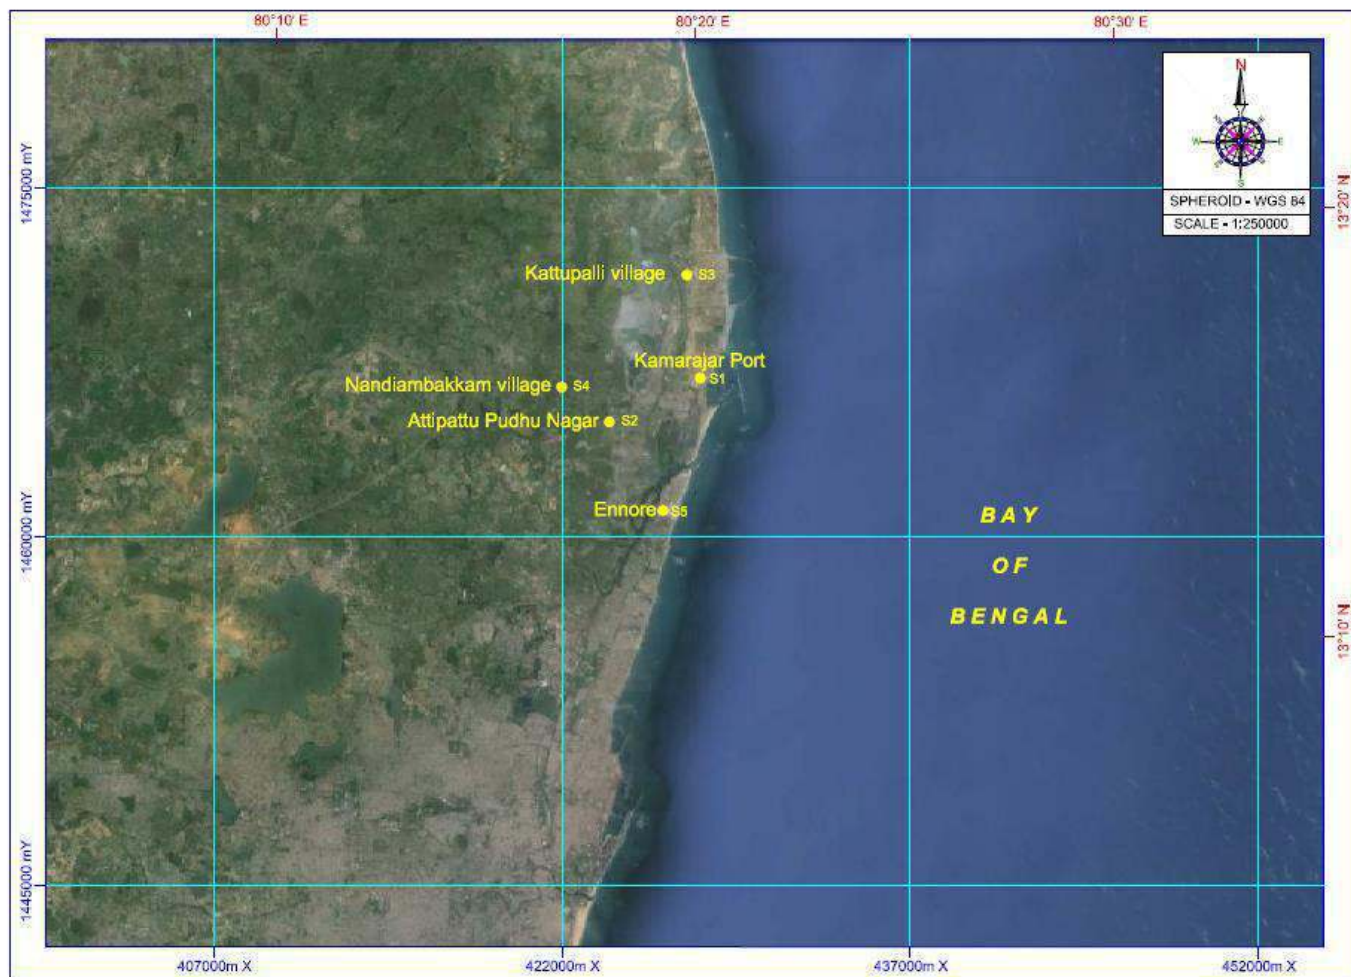 80°10' E
80°20' E
80°30' E
N
W
E
S
SPHEROID - WGS 84
SCALE - 1:250000
1475000 mY
13°20' N
Kattupalli village S3
Kamarajar Port
S1
Nandiambakkam village S4
Attipattu Pudhu Nagar S2
Ennore S5
BAY
OF
BENGAL
1460000 mY
13°10' N
1445000 mY
407000m X
422000m X
437000m X
452000m X